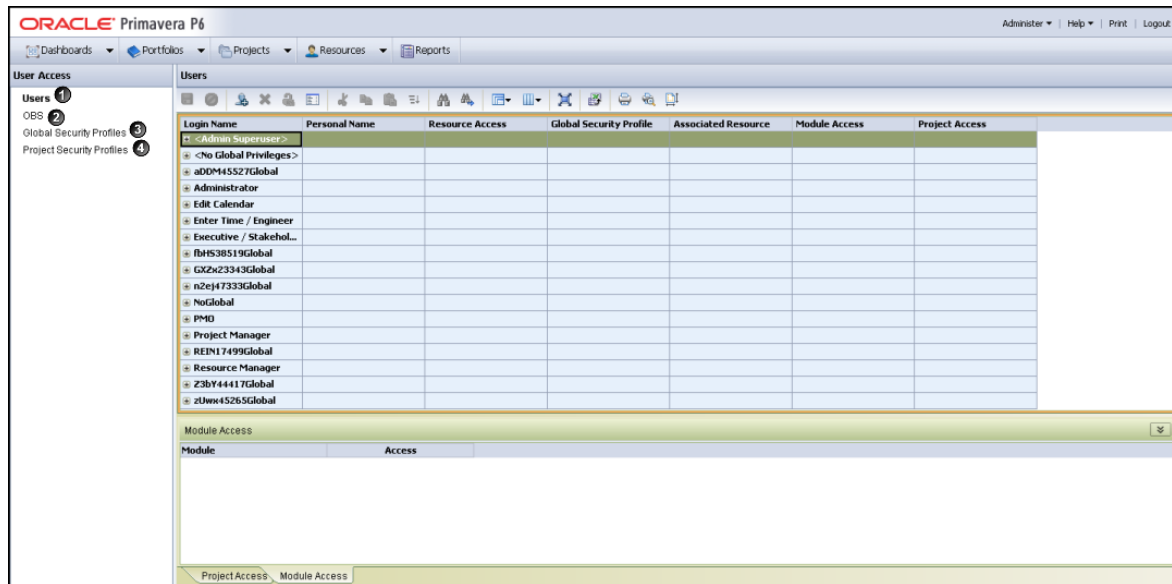 ORACLE Primavera P6
Administer | Help | Print | Logout
Dashboards Portfolios Projects Resources Reports
User Access
Users 1
OBS 2
Global Security Profiles 3
Project Security Profiles 4
Users
Login Name Personal Name Resource Access Global Security Profile Associated Resource Module Access Project Access
<Admin Superuser>
<No Global Privileges>
aDDM45527Global
Administrator
Edit Calendar
Enter Time / Engineer
Executive / Stakehol...
fbHS38519Global
GXZx23343Global
n2ej47333Global
NoGlobal
PMO
Project Manager
REIN17499Global
Resource Manager
Z3bY44417Global
zUwx45265Global
Module Access
Module Access
Project Access Module Access